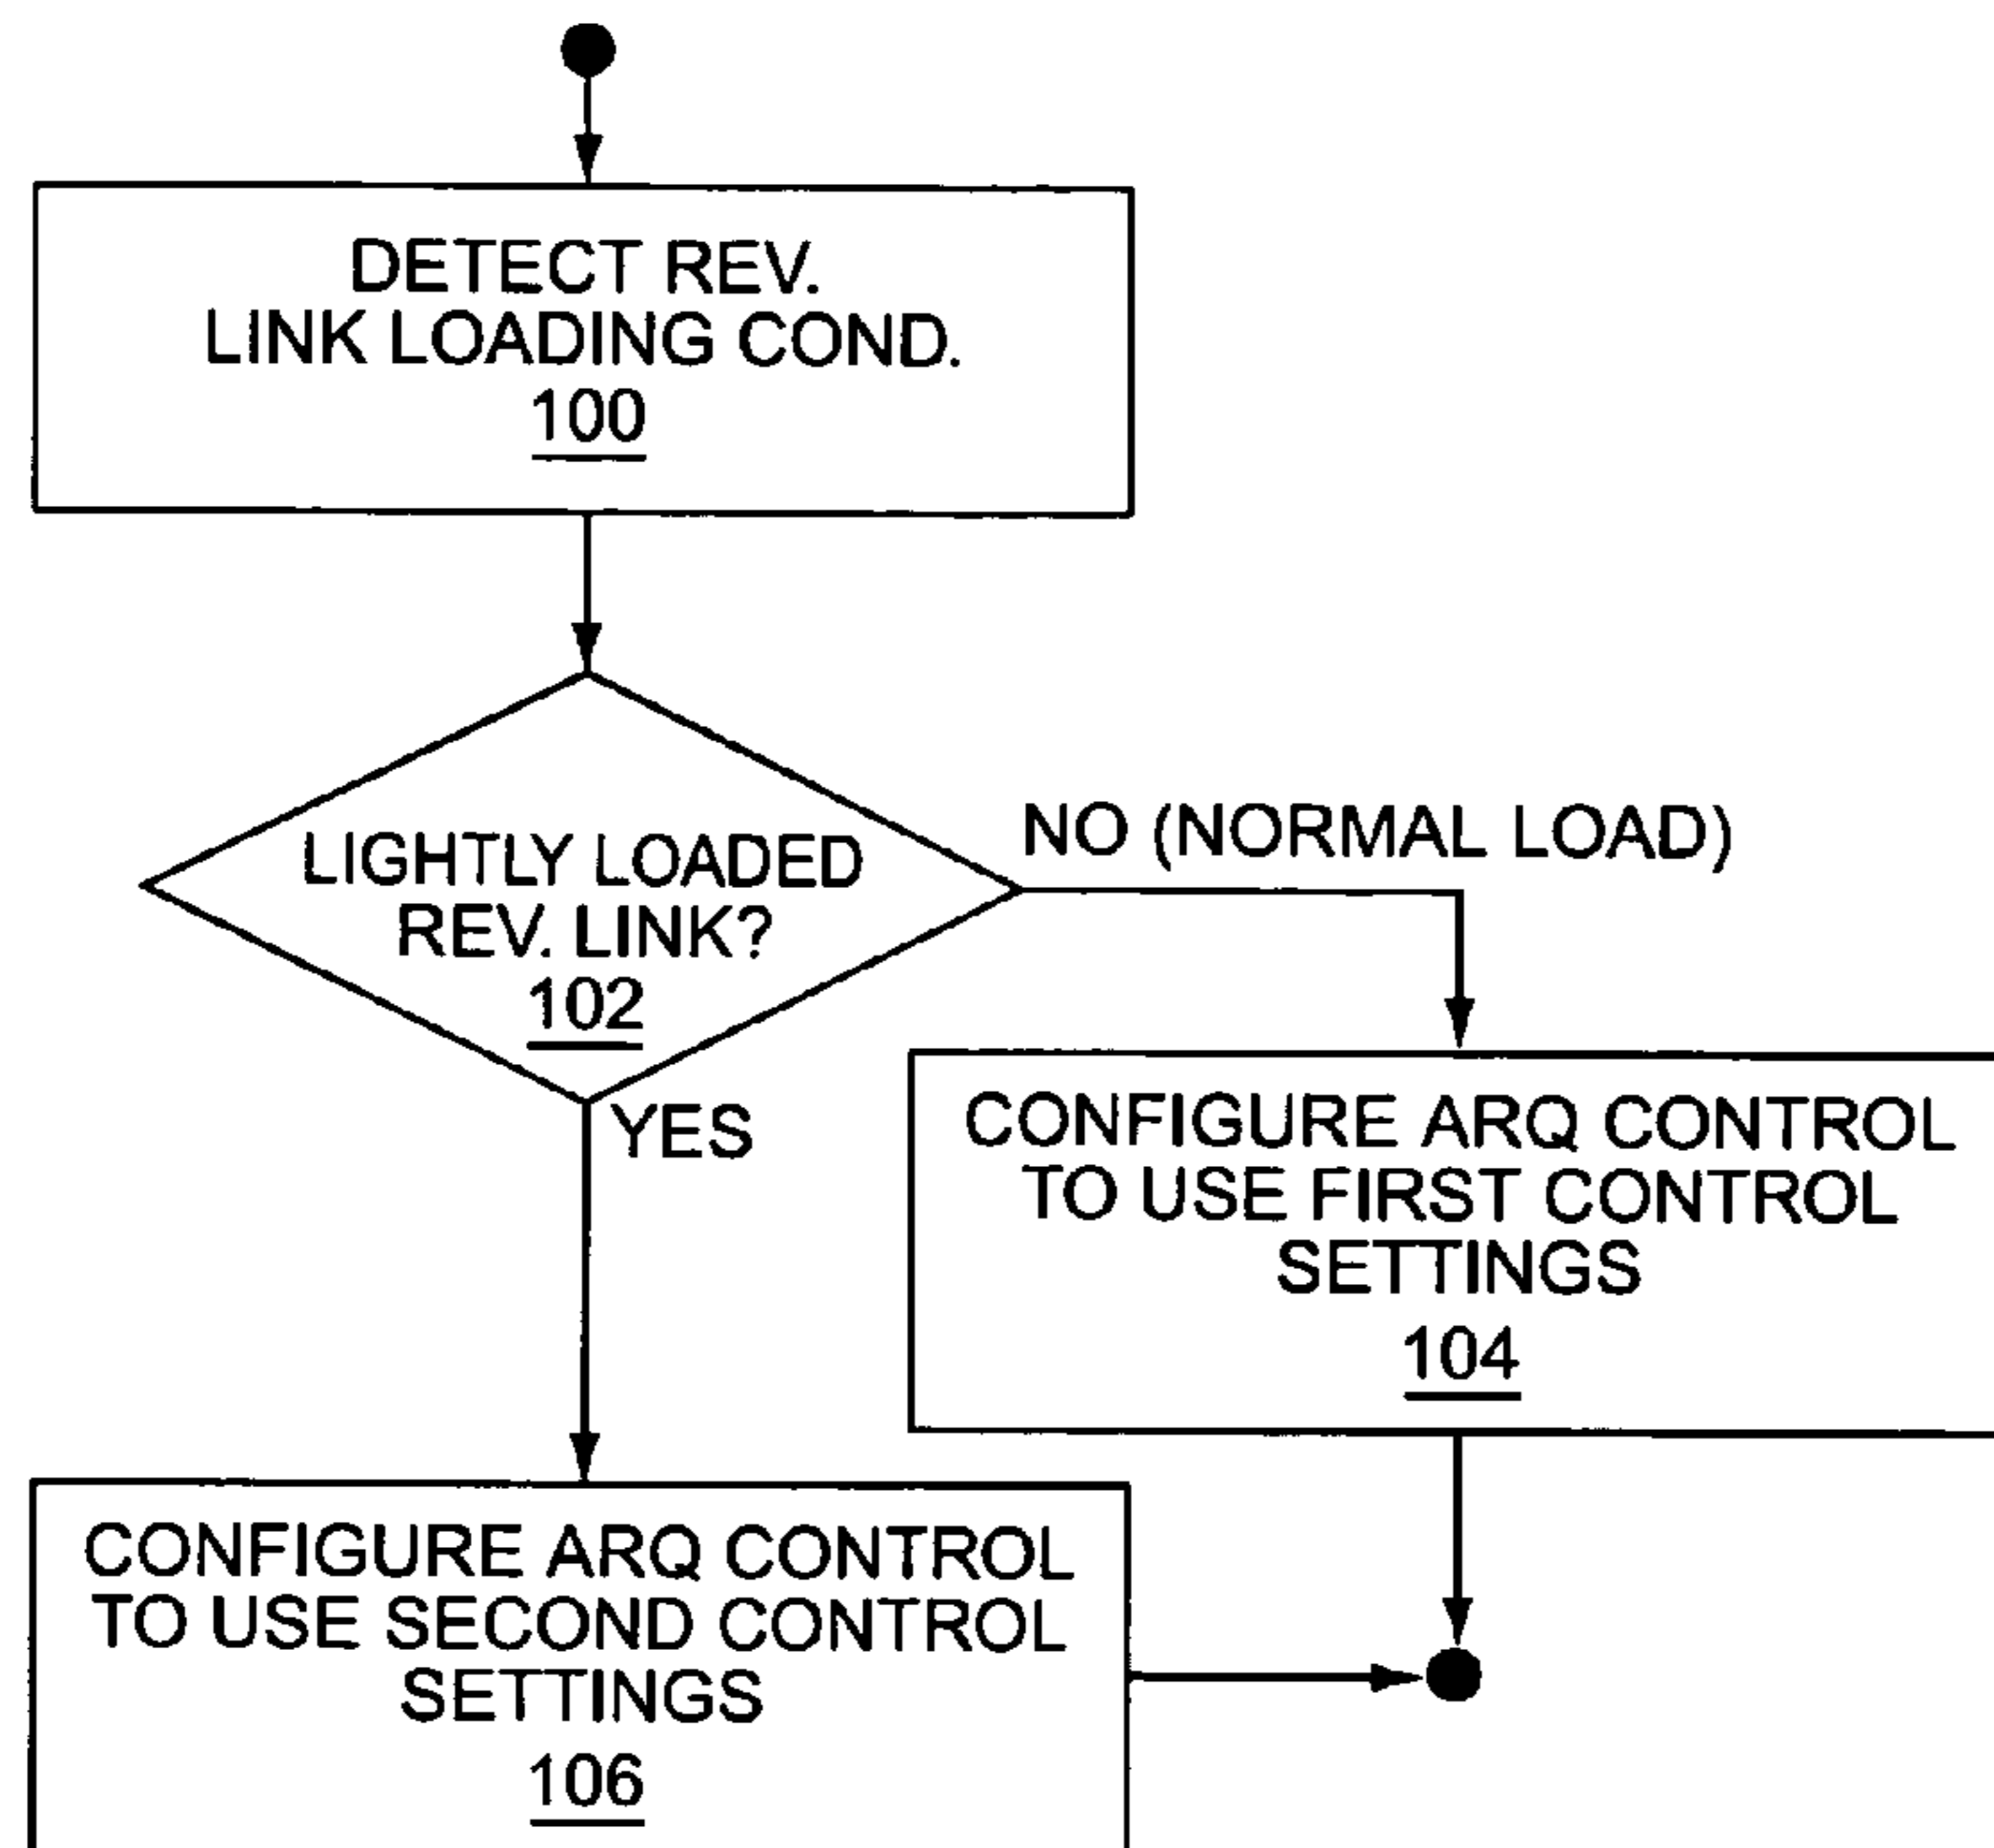 DETECT REV.
LINK LOADING COND.
100
LIGHTLY LOADED
REV. LINK?
102
NO (NORMAL LOAD)
YES
CONFIGURE ARQ CONTROL
TO USE FIRST CONTROL
SETTINGS
104
CONFIGURE ARQ CONTROL
TO USE SECOND CONTROL
SETTINGS
106